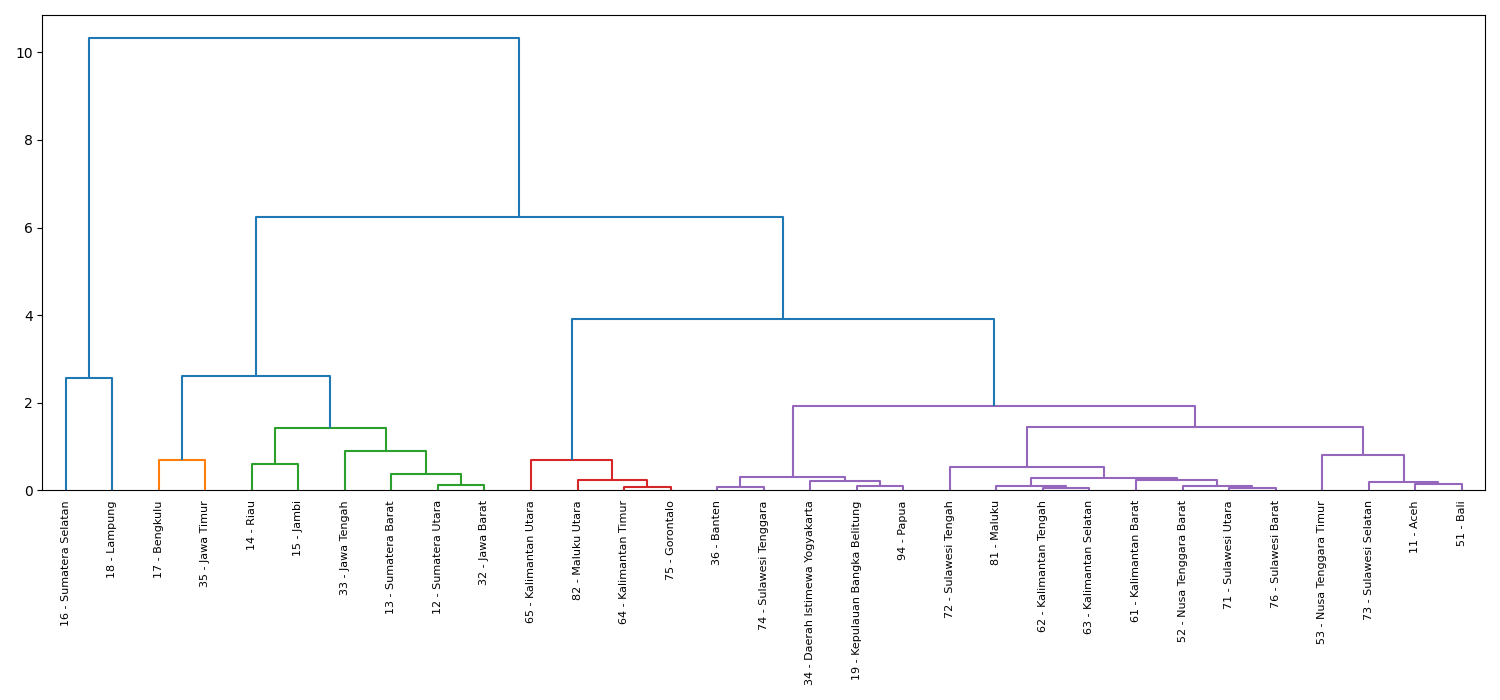 10
8
6
4
2
0
16 - Sumatera Selatan
18 - Lampung
17 - Bengkulu
35 - Jawa Timur
14 - Riau
15 - Jambi
33 - Jawa Tengah
13 - Sumatera Barat
12 - Sumatera Utara
32 - Jawa Barat
65 - Kalimantan Utara
82 - Maluku Utara
64 - Kalimantan Timur
75 - Gorontalo
36 - Banten
74 - Sulawesi Tenggara
34 - Daerah Istimewa Yogyakarta
19 - Kepulauan Bangka Belitung
94 - Papua
72 - Sulawesi Tengah
81 - Maluku
62 - Kalimantan Tengah
63 - Kalimantan Selatan
61 - Kalimantan Barat
52 - Nusa Tenggara Barat
71 - Sulawesi Utara
76 - Sulawesi Barat
53 - Nusa Tenggara Timur
73 - Sulawesi Selatan
11 - Aceh
51 - Bali